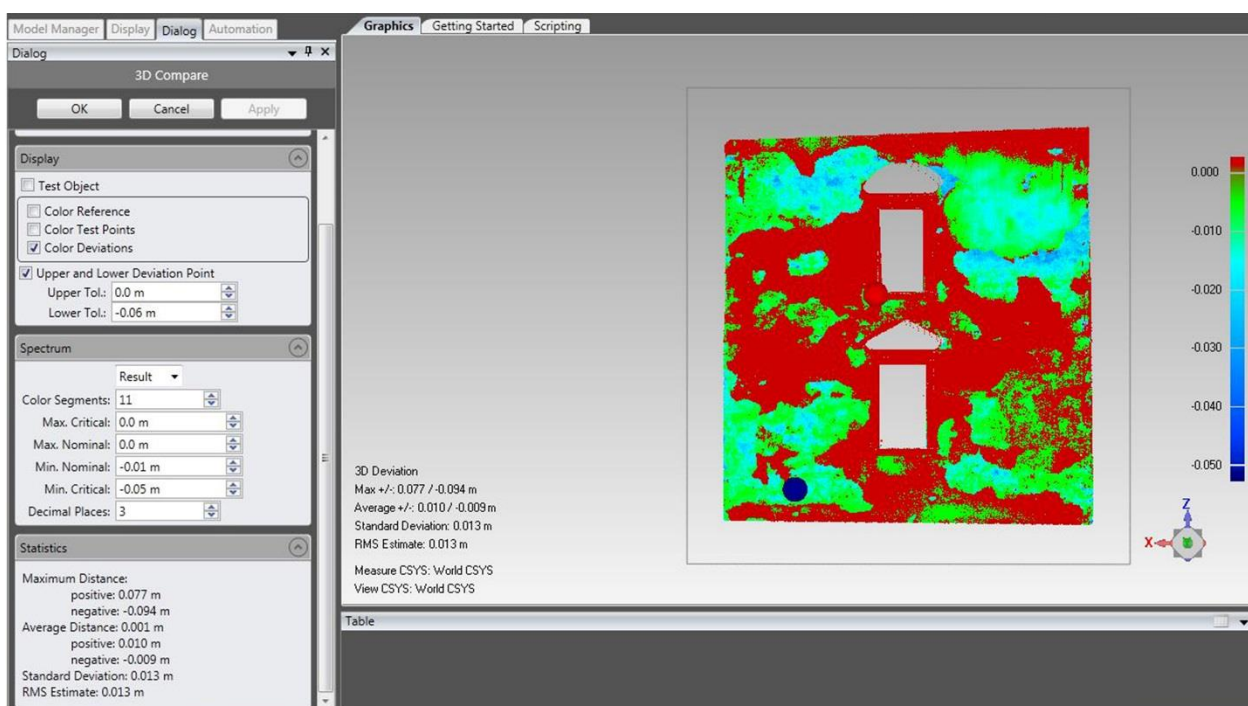 Model Manager Display Dialog Automation
Dialog
3D Compare
OK Cancel Apply
Display
Test Object
Color Reference
Color Test Points
Color Deviations
Upper and Lower Deviation Point
Upper Tol.: 0.0 m
Lower Tol.: -0.06 m
Spectrum
Result
Color Segments: 11
Max. Critical: 0.0 m
Max. Nominal: 0.0 m
Min. Nominal: -0.01 m
Min. Critical: -0.05 m
Decimal Places: 3
Statistics
Maximum Distance:
positive: 0.077 m
negative: -0.094 m
Average Distance: 0.001 m
positive: 0.010 m
negative: -0.009 m
Standard Deviation: 0.013 m
RMS Estimate: 0.013 m
Graphics Getting Started Scripting
3D Deviation
Max +/-: 0.077 / -0.094 m
Average +/-: 0.010 / -0.009 m
Standard Deviation: 0.013 m
RMS Estimate: 0.013 m
Measure CSYS: World CSYS
View CSYS: World CSYS
0.000
-0.010
-0.020
-0.030
-0.040
-0.050
Z
X
Table